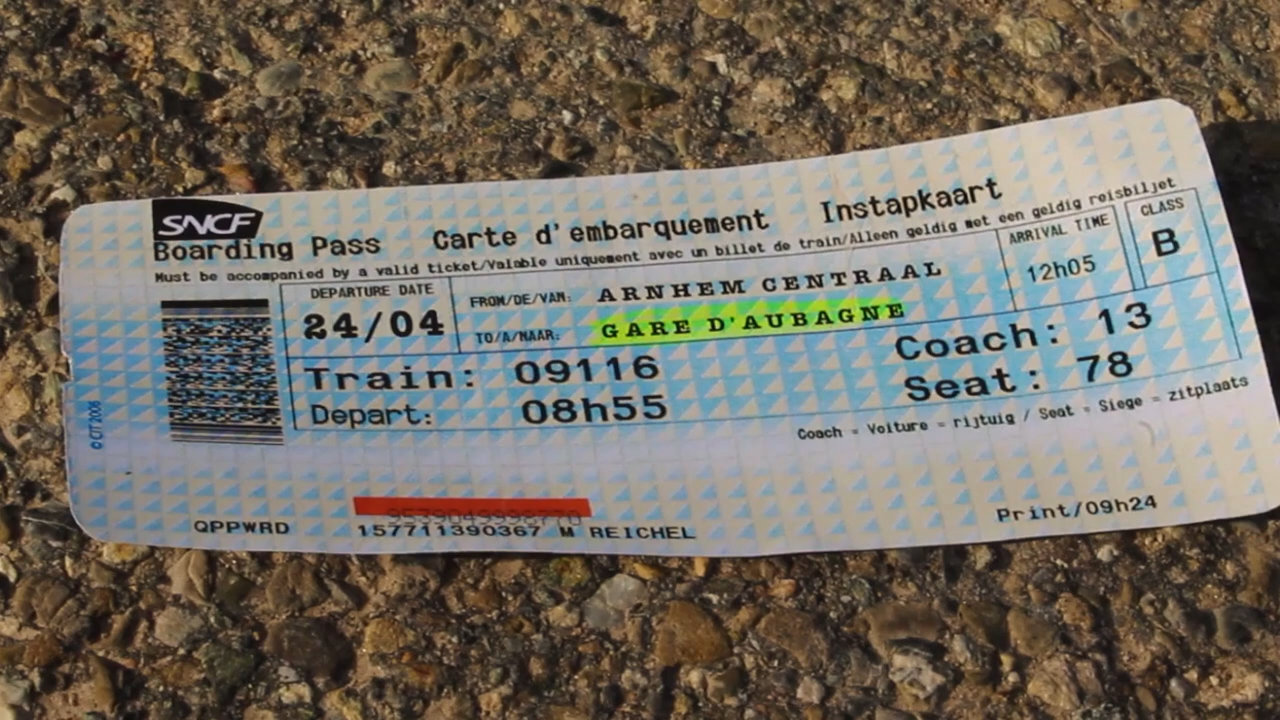 SNCF
Boarding Pass Carte d'embarquement Instapkaart
Must be accompanied by a valid ticket/Valable uniquement avec un billet de train/Alleen geldig met een geldig reisbiljet
DEPARTURE DATE
24/04
FROM/DE/VAN: ARNHEM CENTRAAL
TO/A/NAAR: GARE D'AUBAGNE
ARRIVAL TIME
12h05
CLASS
B
Train: 09116
Depart: 08h55
Coach: 13
Seat: 78
Coach = Voiture = rijtuig / Seat = Siege = zitplaats
Print/09h24
QPPWRD 157711390367 M REICHEL